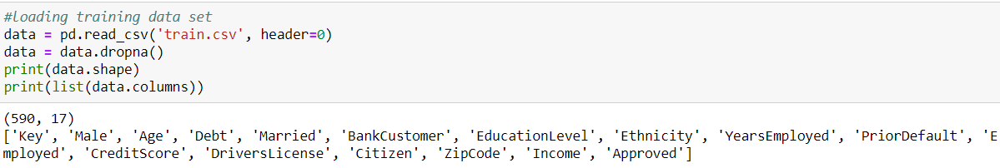 #loading training data set
data = pd.read_csv('train.csv', header=0)
data = data.dropna()
print(data.shape)
print(list(data.columns))
(590, 17)
['Key', 'Male', 'Age', 'Debt', 'Married', 'BankCustomer', 'EducationLevel', 'Ethnicity', 'YearsEmployed', 'PriorDefault', 'E
mployed', 'CreditScore', 'DriversLicense', 'Citizen', 'ZipCode', 'Income', 'Approved']